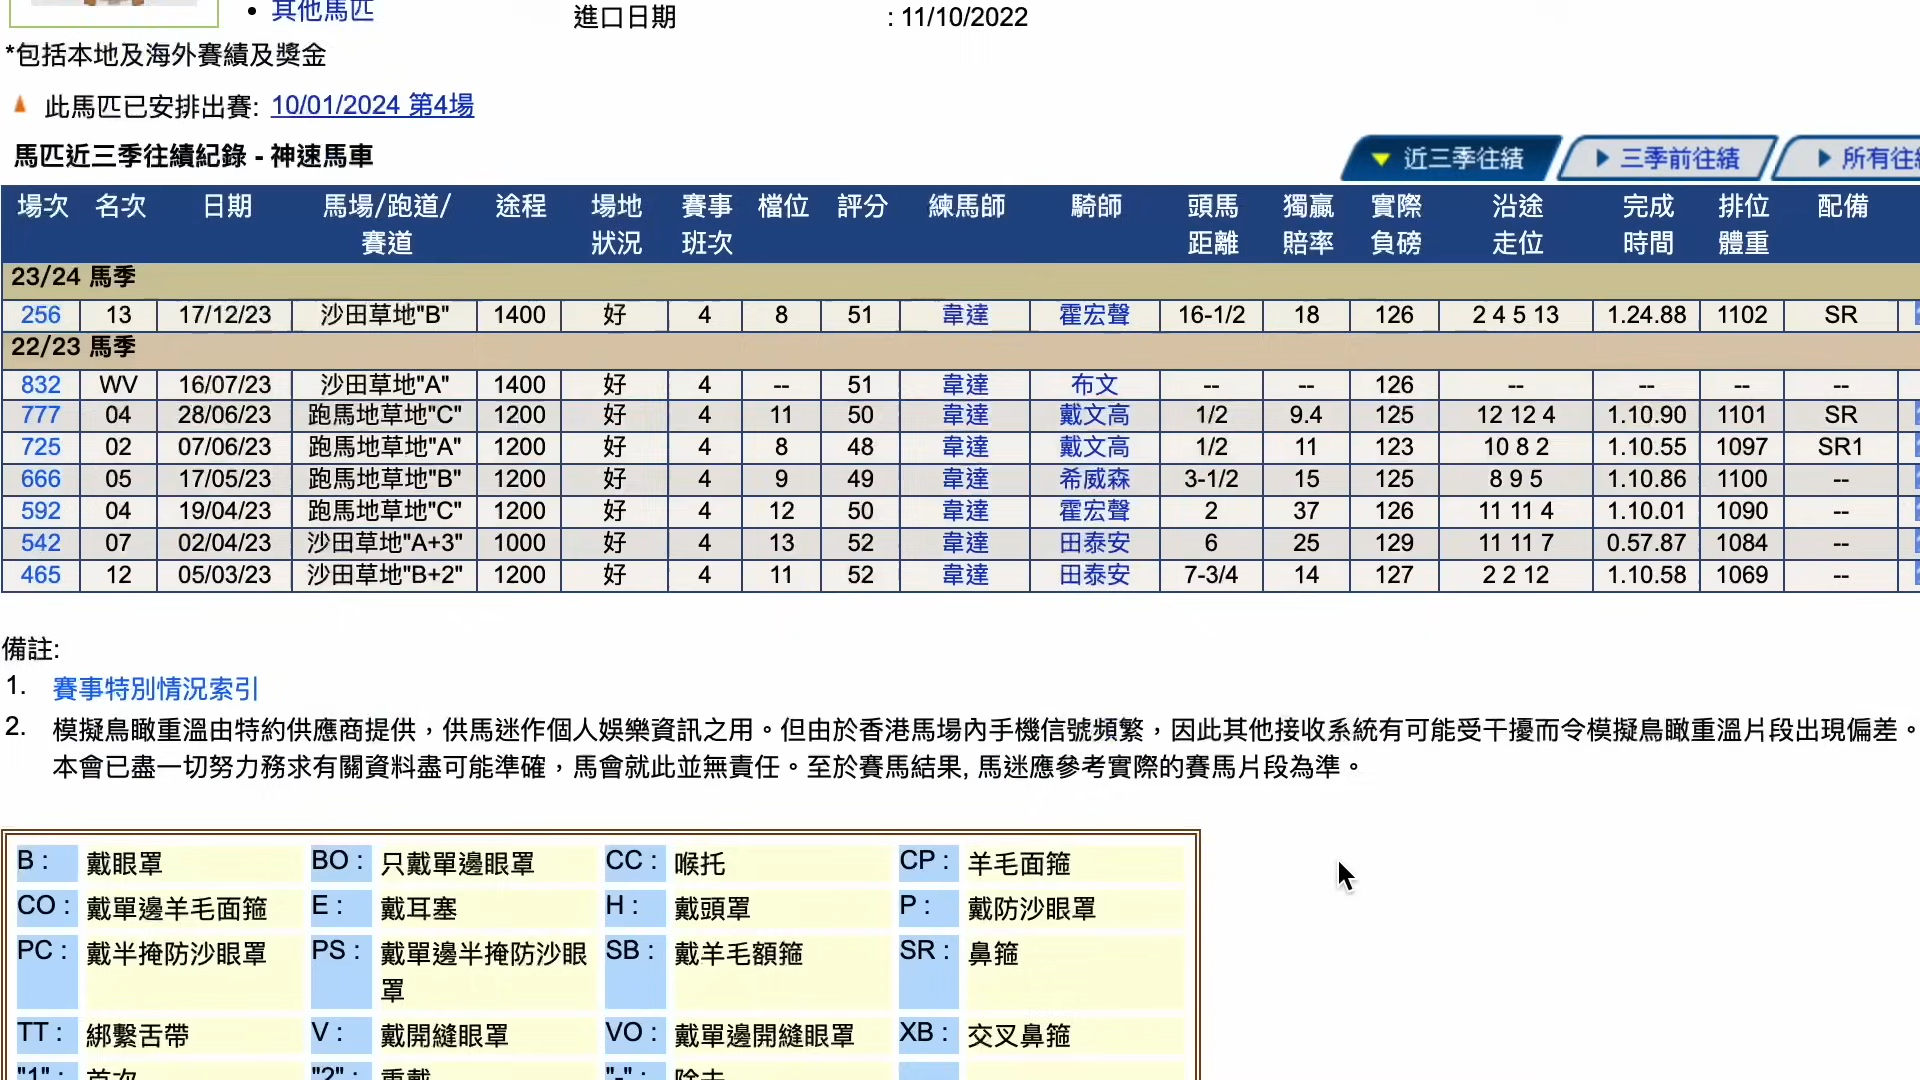 • 其他馬匹 進口日期 : 11/10/2022
*包括本地及海外賽績及獎金
此馬匹已安排出賽: 10/01/2024 第4場
馬匹近三季往績紀錄 - 神速馬車 近三季往績 三季前往績 所有往績
場次 名次 日期 馬場/跑道/賽道 途程 場地狀況 賽事班次 檔位 評分 練馬師 騎師 頭馬距離 獨贏賠率 實際負磅 沿途走位 完成時間 排位體重 配備
23/24 馬季
256 13 17/12/23 沙田草地"B" 1400 好 4 8 51 韋達 霍宏聲 16-1/2 18 126 2 4 5 13 1.24.88 1102 SR
22/23 馬季
832 WV 16/07/23 沙田草地"A" 1400 好 4 -- 51 韋達 布文 -- -- 126 -- -- -- --
777 04 28/06/23 跑馬地草地"C" 1200 好 4 11 50 韋達 戴文高 1/2 9.4 125 12 12 4 1.10.90 1101 SR
725 02 07/06/23 跑馬地草地"A" 1200 好 4 8 48 韋達 戴文高 1/2 11 123 10 8 2 1.10.55 1097 SR1
666 05 17/05/23 跑馬地草地"B" 1200 好 4 9 49 韋達 希威森 3-1/2 15 125 8 9 5 1.10.86 1100 --
592 04 19/04/23 跑馬地草地"C" 1200 好 4 12 50 韋達 霍宏聲 2 37 126 11 11 4 1.10.01 1090 --
542 07 02/04/23 沙田草地"A+3" 1000 好 4 13 52 韋達 田泰安 6 25 129 11 11 7 0.57.87 1084 --
465 12 05/03/23 沙田草地"B+2" 1200 好 4 11 52 韋達 田泰安 7-3/4 14 127 2 2 12 1.10.58 1069 --
備註:
1. 賽事特別情況索引
2. 模擬鳥瞰重溫由特約供應商提供，供馬迷作個人娛樂資訊之用。但由於香港馬場內手機信號頻繁，因此其他接收系統有可能受干擾而令模擬鳥瞰重溫片段出現偏差。
本會已盡一切努力務求有關資料盡可能準確，馬會就此並無責任。至於賽馬結果, 馬迷應參考實際的賽馬片段為準。
B : 戴眼罩 BO : 只戴單邊眼罩 CC : 喉托 CP : 羊毛面箍
CO : 戴單邊羊毛面箍 E : 戴耳塞 H : 戴頭罩 P : 戴防沙眼罩
PC : 戴半掩防沙眼罩 PS : 戴單邊半掩防沙眼罩 SB : 戴羊毛額箍 SR : 鼻箍
TT : 綁繫舌帶 V : 戴開縫眼罩 VO : 戴單邊開縫眼罩 XB : 交叉鼻箍
"1" : 首次 "2" : 重戴 "-" : 除去